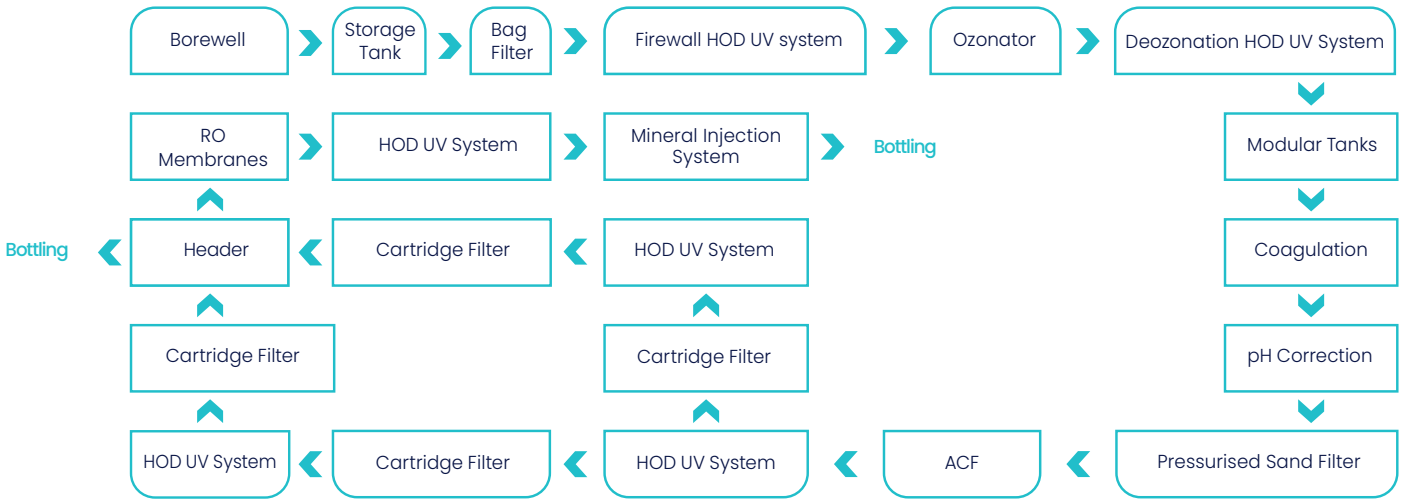 Borewell
Storage
Tank
Bag
Filter
Firewall HOD UV system
Ozonator
Deozonation HOD UV System
RO
Membranes
HOD UV System
Mineral Injection
System
Bottling
Modular Tanks
Bottling
Header
Cartridge Filter
HOD UV System
Coagulation
Cartridge Filter
Cartridge Filter
pH Correction
HOD UV System
Cartridge Filter
HOD UV System
ACF
Pressurised Sand Filter